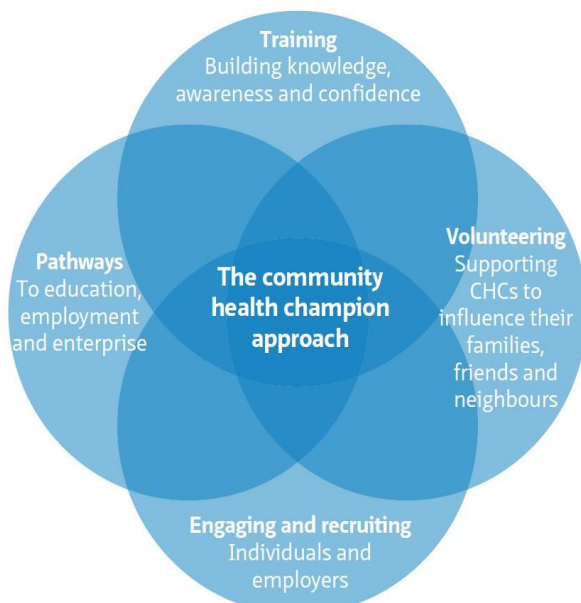 Training
Building knowledge,
awareness and confidence
Pathways
To education,
employment
and enterprise
The community
health champion
approach
Volunteering
Supporting
CHCs to
influence their
families,
friends and
neighbours
Engaging and recruiting
Individuals and
employers